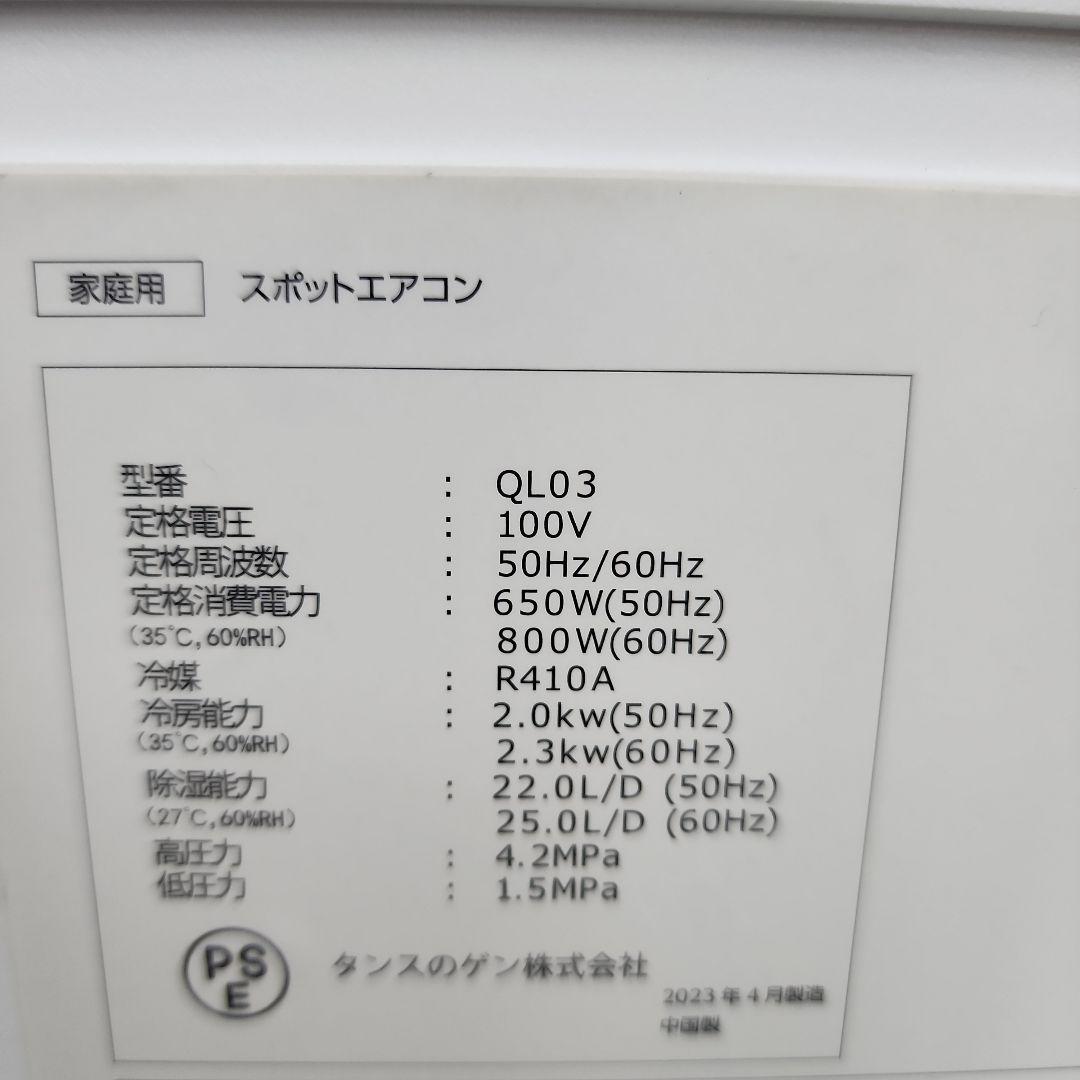 家庭用 スポットエアコン
型番 : QL03
定格電圧 : 100V
定格周波数 : 50Hz/60Hz
定格消費電力 : 650W(50Hz)
(35℃,60%RH) 800W(60Hz)
冷媒 : R410A
冷房能力 : 2.0kw(50Hz)
(35℃,60%RH) 2.3kw(60Hz)
除湿能力 : 22.0L/D (50Hz)
(27℃,60%RH) 25.0L/D (60Hz)
高圧力 : 4.2MPa
低圧力 : 1.5MPa
PS
E
タンスのゲン株式会社
2023年4月製造
中国製